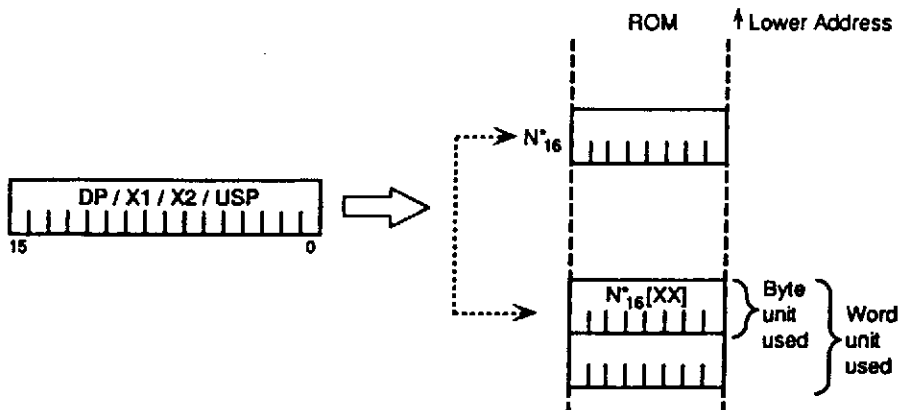 ROM
Lower Address
N*16
DP / X1 / X2 / USP
15
0
N*16[XX]
Byte
unit
used
Word
unit
used